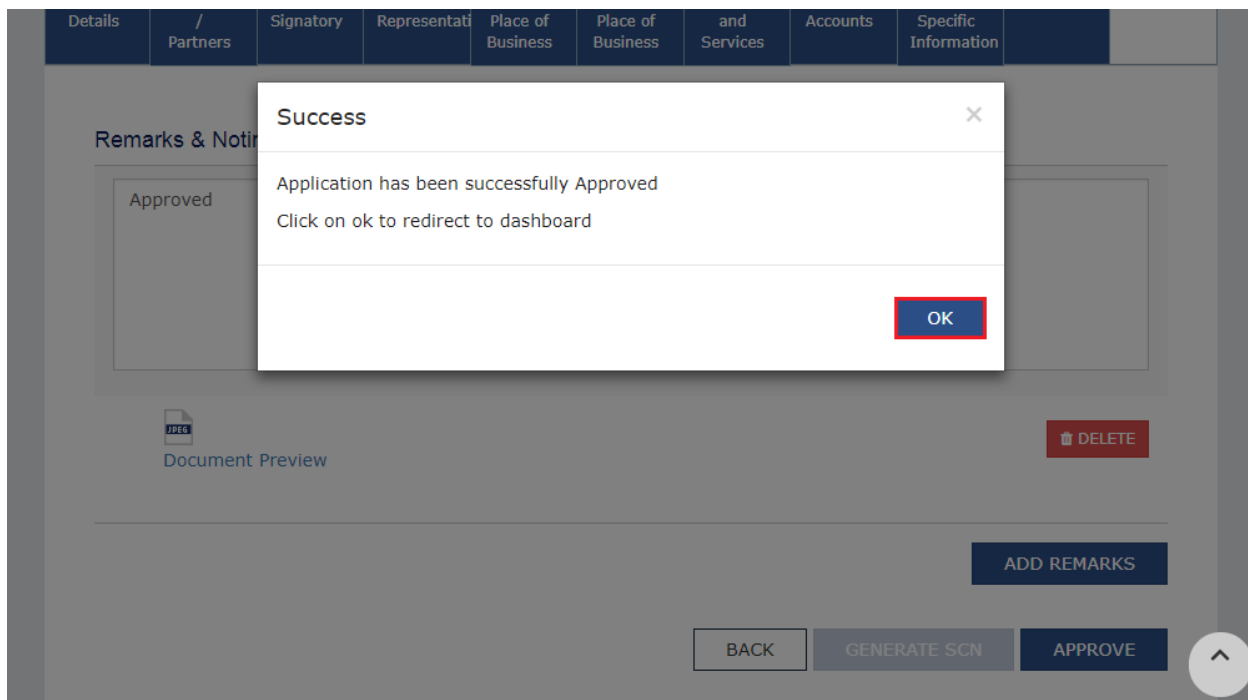 Details
/
Partners
Signatory
Representati
Place of
Business
Place of
Business
and
Services
Accounts
Specific
Information
Success
×
Remarks & Notin
Application has been successfully Approved
Approved
Click on ok to redirect to dashboard
OK
JPEG
Document Preview
DELETE
ADD REMARKS
BACK
GENERATE SCN
APPROVE